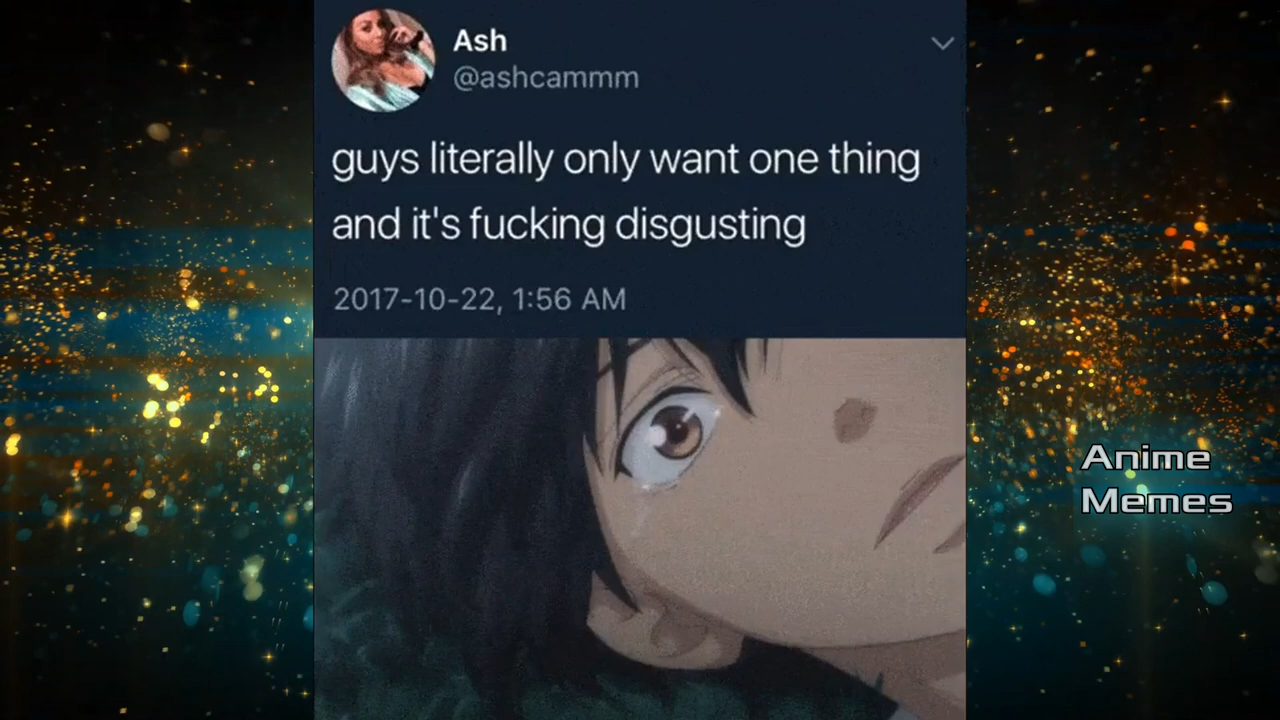 Ash
@ashcammm
guys literally only want one thing
and it's fucking disgusting
2017-10-22, 1:56 AM
Anime
Memes